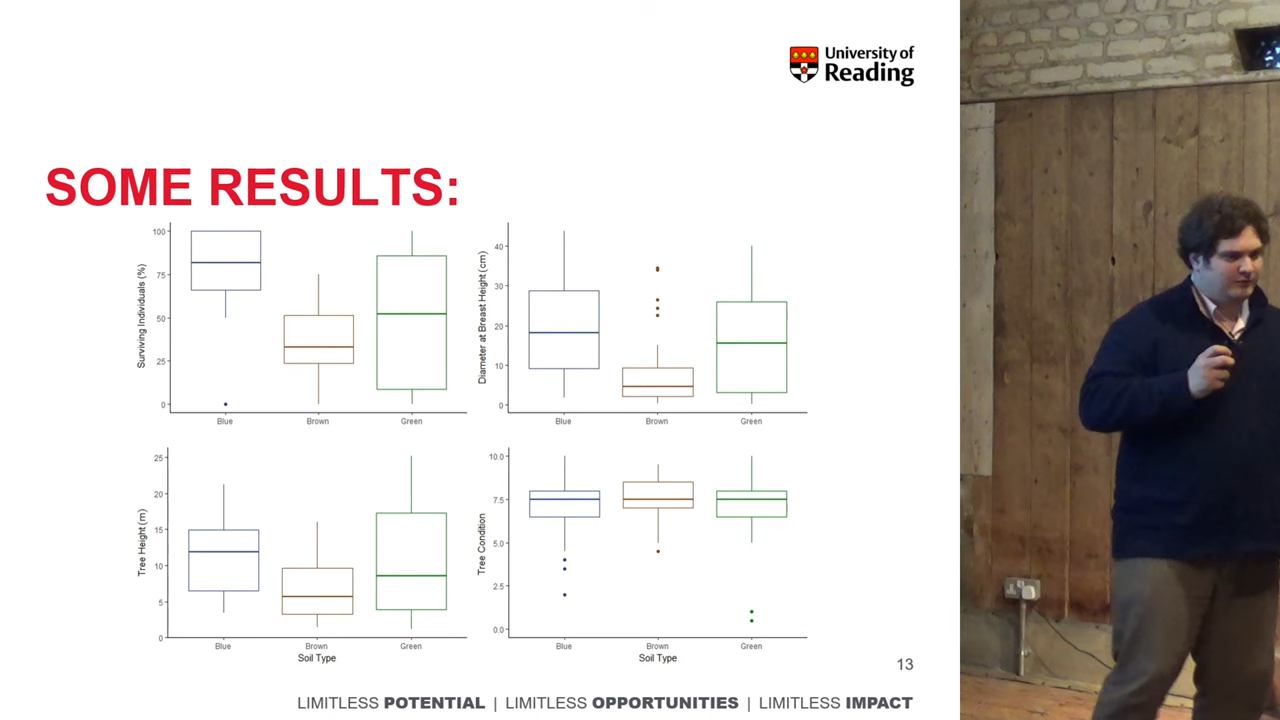 University of
Reading
SOME RESULTS:
100
75
50
25
0
Surviving Individuals (%)
Blue Brown Green
40
30
20
10
0
Diameter at Breast Height (cm)
Blue Brown Green
25
20
15
10
5
0
Tree Height (m)
Blue Brown Green
Soil Type
10.0
7.5
5.0
2.5
0.0
Tree Condition
Blue Brown Green
Soil Type
13
LIMITLESS POTENTIAL | LIMITLESS OPPORTUNITIES | LIMITLESS IMPACT